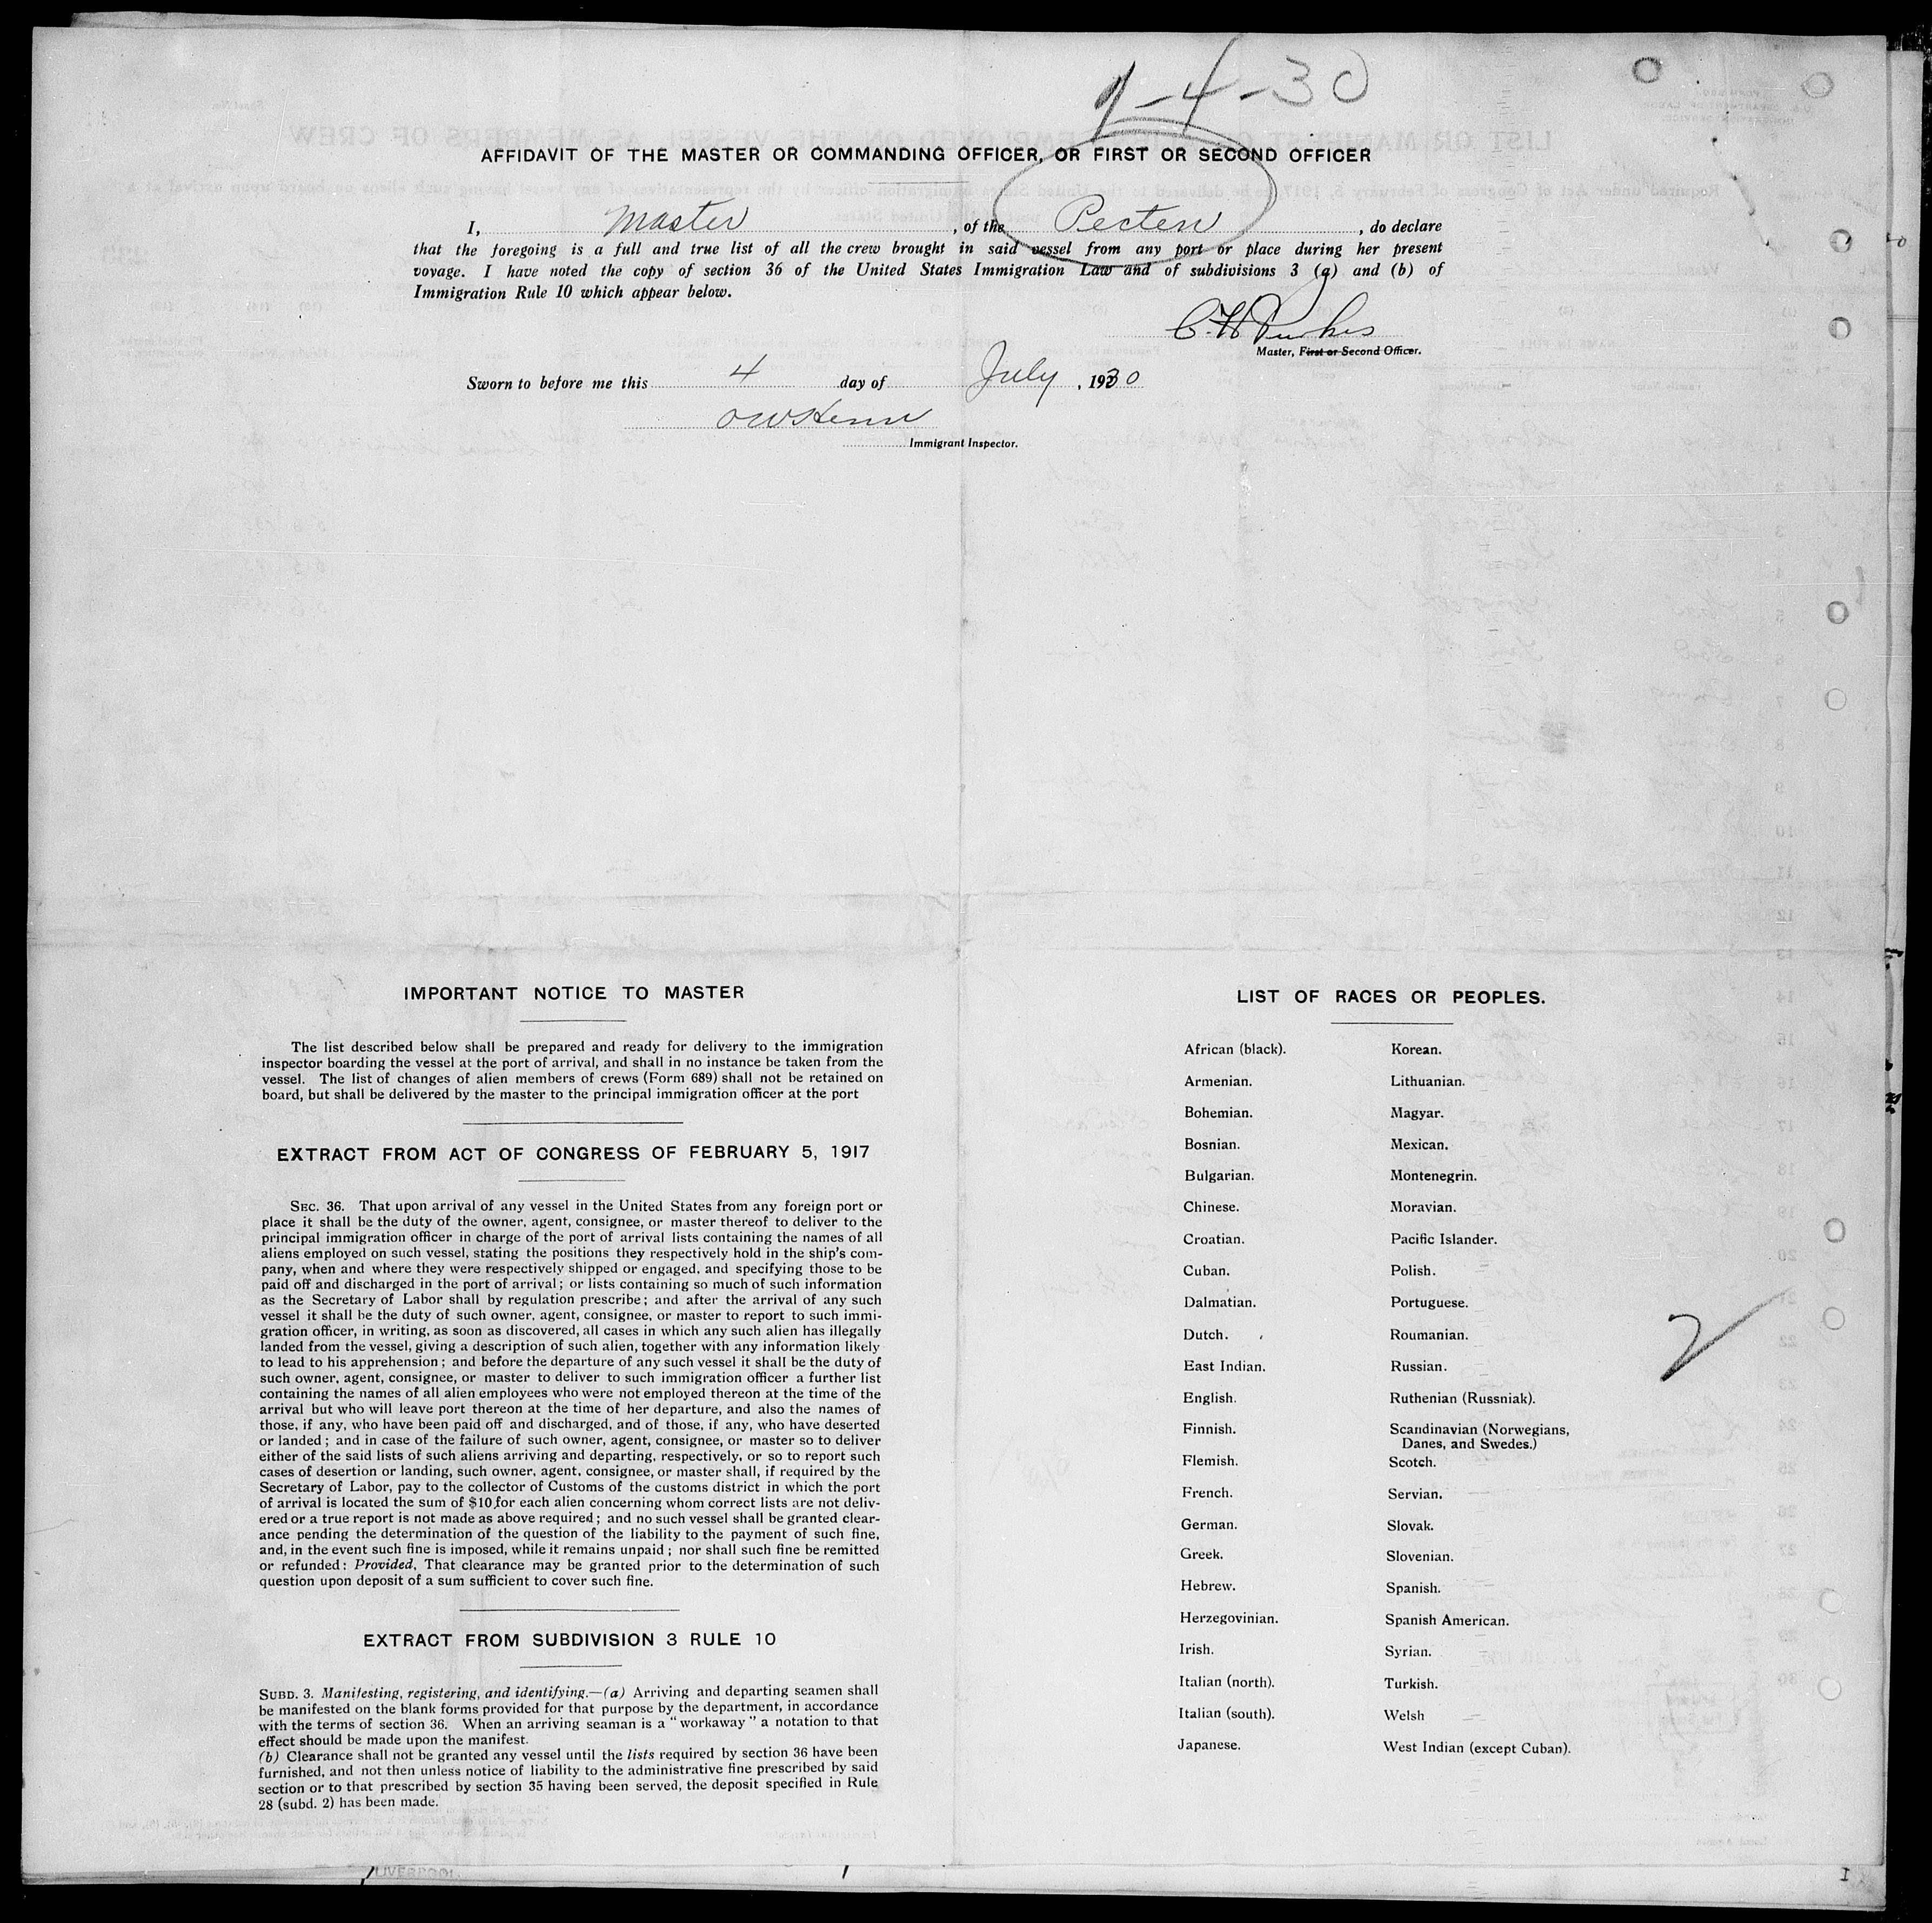 AFFIDAVIT OF THE MASTER OR COMMANDING OFFICER, OR FIRST OR SECOND OFFICER
I, Master, of the Pecten, do declare
that the foregoing is a full and true list of all the crew brought in said vessel from any port or place during her present
voyage. I have noted the copy of section 36 of the United States Immigration Law and of subdivisions 3 (a) and (b) of
Immigration Rule 10 which appear below.
Master, First or Second Officer.
Sworn to before me this 4 day of July, 1930
Immigrant Inspector.
IMPORTANT NOTICE TO MASTER
The list described below shall be prepared and ready for delivery to the immigration
inspector boarding the vessel at the port of arrival, and shall in no instance be taken from the
vessel. The list of changes of alien members of crews (Form 689) shall not be retained on
board, but shall be delivered by the master to the principal immigration officer at the port
EXTRACT FROM ACT OF CONGRESS OF FEBRUARY 5, 1917
SEC. 36. That upon arrival of any vessel in the United States from any foreign port or
place it shall be the duty of the owner, agent, consignee, or master thereof to deliver to the
principal immigration officer in charge of the port of arrival lists containing the names of all
aliens employed on such vessel, stating the positions they respectively hold in the ship's com-
pany, when and where they were respectively shipped or engaged, and specifying those to be
paid off and discharged in the port of arrival; or lists containing so much of such information
as the Secretary of Labor shall by regulation prescribe; and after the arrival of any such
vessel it shall be the duty of such owner, agent, consignee, or master to report to such immi-
gration officer, in writing, as soon as discovered, all cases in which any such alien has illegally
landed from the vessel, giving a description of such alien, together with any information likely
to lead to his apprehension; and before the departure of any such vessel it shall be the duty of
such owner, agent, consignee, or master to deliver to such immigration officer a further list
containing the names of all alien employees who were not employed thereon at the time of the
arrival but who will leave port thereon at the time of her departure, and also the names of
those, if any, who have been paid off and discharged, and of those, if any, who have deserted
or landed; and in case of the failure of such owner, agent, consignee, or master so to deliver
either of the said lists of such aliens arriving and departing, respectively, or so to report such
cases of desertion or landing, such owner, agent, consignee, or master shall, if required by the
Secretary of Labor, pay to the collector of Customs of the customs district in which the port
of arrival is located the sum of $10 for each alien concerning whom correct lists are not deliv-
ered or a true report is not made as above required; and no such vessel shall be granted clear-
ance pending the determination of the question of the liability to the payment of such fine,
and, in the event such fine is imposed, while it remains unpaid; nor shall such fine be remitted
or refunded: Provided, That clearance may be granted prior to the determination of such
question upon deposit of a sum sufficient to cover such fine.
EXTRACT FROM SUBDIVISION 3 RULE 10
SUBD. 3. Manifesting, registering, and identifying.—(a) Arriving and departing seamen shall
be manifested on the blank forms provided for that purpose by the department, in accordance
with the terms of section 36. When an arriving seaman is a "workaway" a notation to that
effect should be made upon the manifest.
(b) Clearance shall not be granted any vessel until the lists required by section 36 have been
furnished, and not then unless notice of liability to the administrative fine prescribed by said
section or to that prescribed by section 35 having been served, the deposit specified in Rule
28 (subd. 2) has been made.
LIST OF RACES OR PEOPLES.
African (black). Korean.
Armenian. Lithuanian.
Bohemian. Magyar.
Bosnian. Mexican.
Bulgarian. Montenegrin.
Chinese. Moravian.
Croatian. Pacific Islander.
Cuban. Polish.
Dalmatian. Portuguese.
Dutch. Roumanian.
East Indian. Russian.
English. Ruthenian (Russniak).
Finnish. Scandinavian (Norwegians,
Danes, and Swedes.)
Flemish. Scotch.
French. Servian.
German. Slovak.
Greek. Slovenian.
Hebrew. Spanish.
Herzegovinian. Spanish American.
Irish. Syrian.
Italian (north). Turkish.
Italian (south). Welsh
Japanese. West Indian (except Cuban).
2
LIVERPOOL